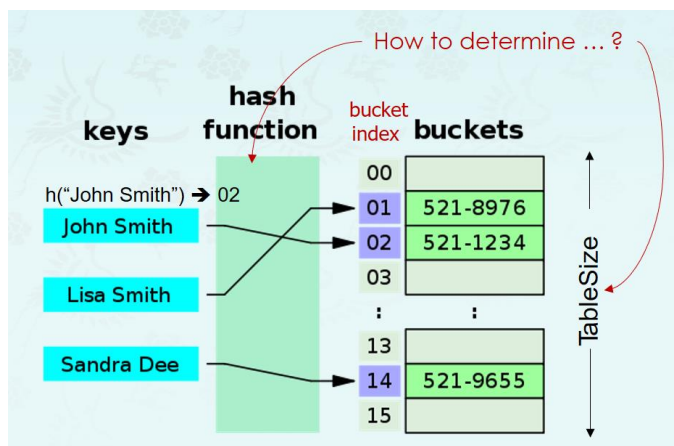 How to determine ... ?
keys
hash
function
bucket
index
buckets
h("John Smith") ➔ 02
John Smith
Lisa Smith
Sandra Dee
00
01 521-8976
02 521-1234
03
: :
13
14 521-9655
15
TableSize